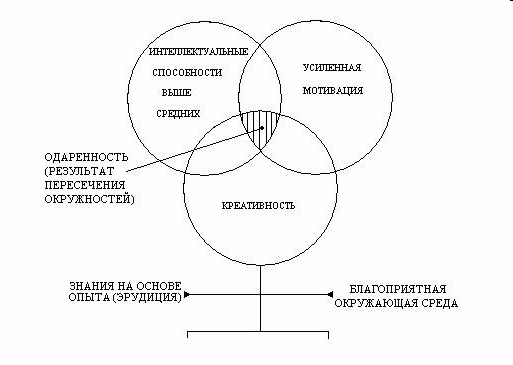 ИНТЕЛЛЕКТУАЛЬНЫЕ
СПОСОБНОСТИ
ВЫШЕ
СРЕДНИХ
УСИЛЕННАЯ
МОТИВАЦИЯ
ОДАРЕННОСТЬ
(РЕЗУЛЬТАТ
ПЕРЕСЕЧЕНИЯ
ОКРУЖНОСТЕЙ)
КРЕАТИВНОСТЬ
ЗНАНИЯ НА ОСНОВЕ
ОПЫТА (ЭРУДИЦИЯ)
БЛАГОПРИЯТНАЯ
ОКРУЖАЮЩАЯ СРЕДА